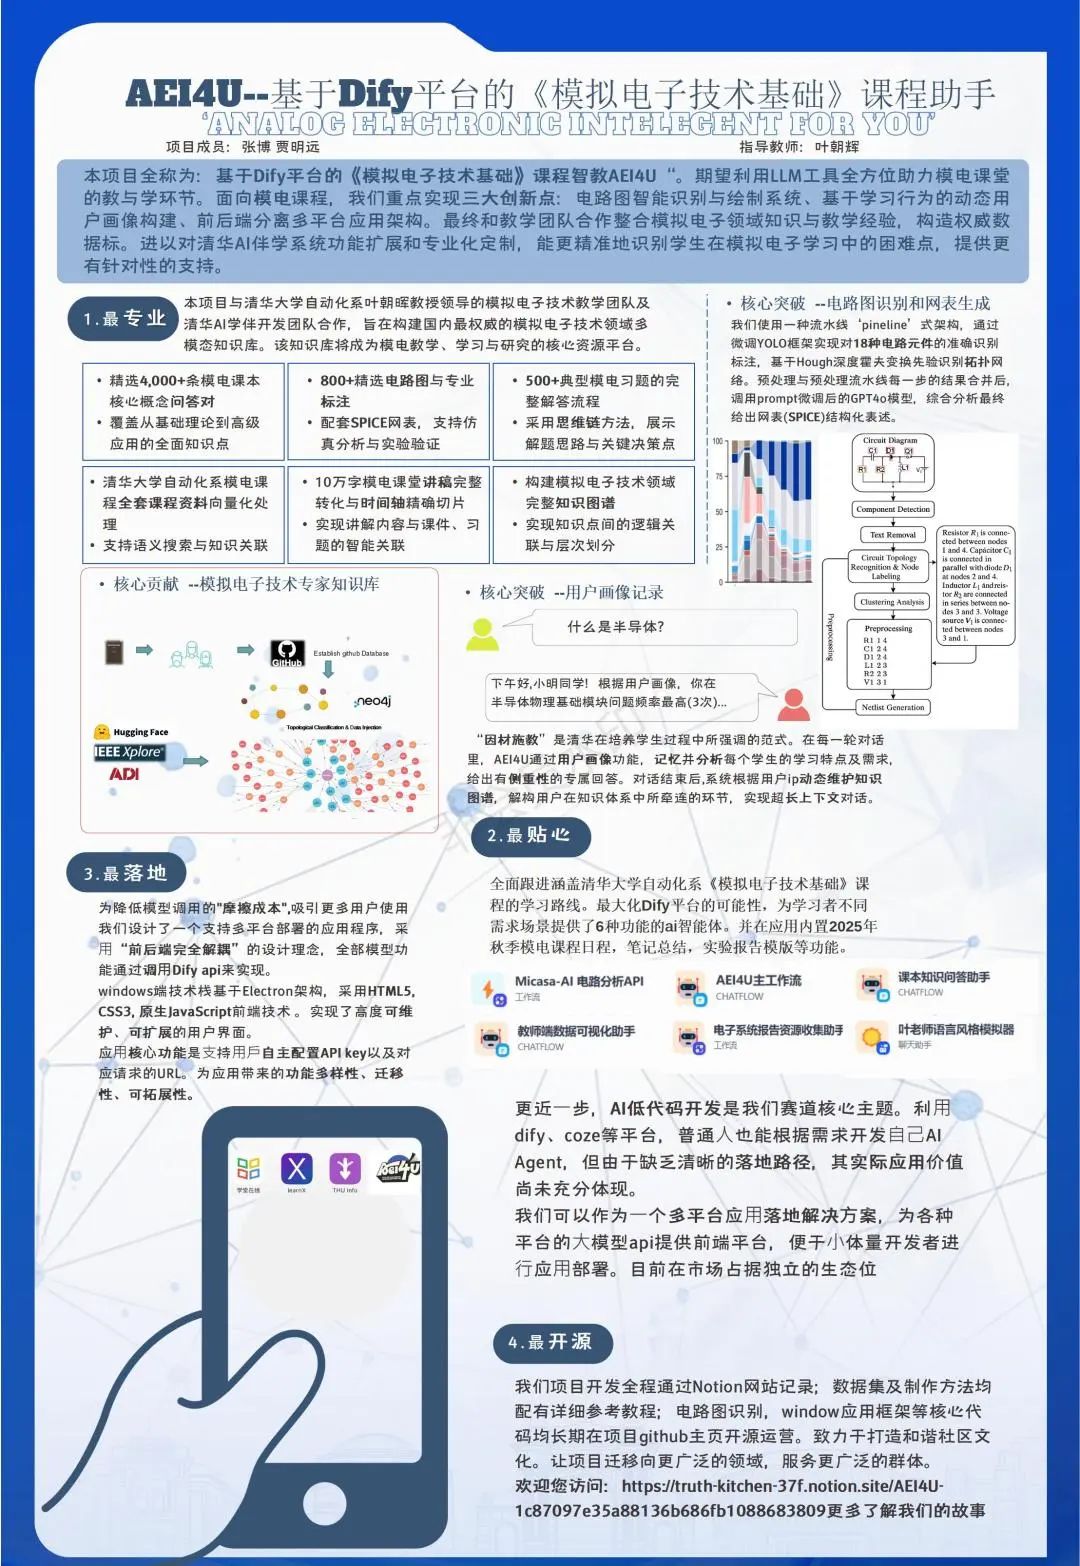 AEI4U--基于Dify平台的《模拟电子技术基础》课程助手
‘ANALOG ELECTRONIC INTELEGENT FOR YOU’
项目成员： 张博 贾明远
指导教师： 叶朝辉
本项目全称为： 基于Dify平台的《模拟电子技术基础》课程智教AEI4U “。期望利用LLM工具全方位助力模电课堂
的教与学环节。面向模电课程，我们重点实现三大创新点： 电路图智能识别与绘制系统、基于学习行为的动态用
户画像构建、前后端分离多平台应用架构。最终和教学团队合作整合模拟电子领域知识与教学经验，构造权威数
据标。进以对清华AI伴学系统功能扩展和专业化定制，能更精准地识别学生在模拟电子学习中的困难点，提供更
有针对性的支持。
1.最专业
本项目与清华大学自动化系叶朝晖教授领导的模拟电子技术教学团队及
清华AI学伴开发团队合作，旨在构建国内最权威的模拟电子技术领域多
模态知识库。该知识库将成为模电教学、学习与研究的核心资源平台。
• 精选4,000+条模电课本
核心概念问答对
• 覆盖从基础理论到高级
应用的全面知识点
• 800+精选电路图与专业
标注
• 配套SPICE网表，支持仿
真分析与实验验证
• 500+典型模电习题的完
整解答流程
• 采用思维链方法，展示
解题思路与关键决策点
• 清华大学自动化系模电课
程全套课程资料向量化处
理
• 支持语义搜索与知识关联
• 10万字模电课堂讲稿完整
转化与时间轴精确切片
• 实现讲解内容与课件、习
题的智能关联
• 构建模拟电子技术领域
完整知识图谱
• 实现知识点间的逻辑关
联与层次划分
• 核心突破 --电路图识别和网表生成
我们使用一种流水线‘pineline’式架构，通过
微调YOLO框架实现对18种电路元件的准确识别
标注，基于Hough深度霍夫变换先验识别拓扑网
络。预处理与预处理流水线每一步的结果合并后，
调用prompt微调后的GPT4o模型，综合分析最终
给出网表(SPICE)结构化表述。
100
75
50
25
0
Circuit Diagram
C1 D1 Q1
R1 R2 L1 V
Component Detection
Text Removal
Circuit Topology
Recognition & Node
Labeling
Clustering Analysis
Preprocessing
Preprocessing
R1 1 4
C1 2 4
D1 2 4
L1 2 3
R2 2 3
V1 3 1
Netlist Generation
Resistor R1 is conne-
cted between nodes
1 and 4. Capacitor C1
is connected in
parallel with diode D1
at nodes 2 and 4.
Inductor L1 and res-
tor R2 are connected
in series between no-
des 3 and 3. Voltage
source V1 is conne-
cted between nodes
3 and 1.
• 核心贡献 --模拟电子技术专家知识库
GitHub
Establish github Database
neo4j
Topological Classification & Data Injection
Hugging Face
IEEE Xplore
ADI
• 核心突破 --用户画像记录
什么是半导体?
下午好,小明同学! 根据用户画像，你在
半导体物理基础模块问题频率最高(3次)...
“因材施教”是清华在培养学生过程中所强调的范式。在每一轮对话
里，AEI4U通过用户画像功能，记忆并分析每个学生的学习特点及需求，
给出有侧重性的专属回答。对话结束后,系统根据用户ip动态维护知识
图谱，解构用户在知识体系中所牵连的环节，实现超长上下文对话。
2.最贴心
全面跟进涵盖清华大学自动化系《模拟电子技术基础》课
程的学习路线。最大化Dify平台的可能性，为学习者不同
需求场景提供了6种功能的ai智能体。并在应用内置2025年
秋季模电课程日程，笔记总结，实验报告模版等功能。
Micasa-AI 电路分析API
工作流
AEI4U主工作流
CHATFLOW
课本知识问答助手
CHATFLOW
教师端数据可视化助手
CHATFLOW
电子系统报告资源收集助手
工作流
叶老师语言风格模拟器
聊天助手
更近一步，AI低代码开发是我们赛道核心主题。利用
dify、coze等平台，普通人也能根据需求开发自己AI
Agent，但由于缺乏清晰的落地路径，其实际应用价值
尚未充分体现。
我们可以作为一个多平台应用落地解决方案，为各种
平台的大模型api提供前端平台，便于小体量开发者进
行应用部署。目前在市场占据独立的生态位
3.最落地
为降低模型调用的"摩擦成本",吸引更多用户使用
我们设计了一个支持多平台部署的应用程序，采
用“前后端完全解耦”的设计理念，全部模型功
能通过调用Dify api来实现。
windows端技术栈基于Electron架构，采用HTML5,
CSS3, 原生JavaScript前端技术。实现了高度可维
护、可扩展的用户界面。
应用核心功能是支持用户自主配置API key以及对
应请求的URL。为应用带来的功能多样性、迁移
性、可拓展性。
学堂在线
learnX
THU Info
AEI4U
4.最开源
我们项目开发全程通过Notion网站记录；数据集及制作方法均
配有详细参考教程； 电路图识别，window应用框架等核心代
码均长期在项目github主页开源运营。致力于打造和谐社区文
化。让项目迁移向更广泛的领域，服务更广泛的群体。
欢迎您访问： https://truth-kitchen-37f.notion.site/AEI4U-
1c87097e35a88136b686fb1088683809更多了解我们的故事